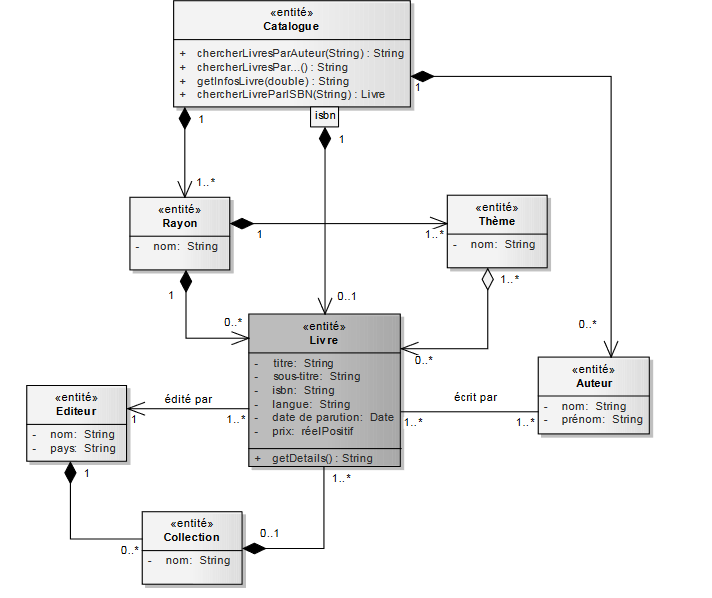 «entité»
Catalogue
+ chercherLivresParAuteur(String) : String
+ chercherLivresPar...() : String
+ getInfosLivre(double) : String
+ chercherLivreParISBN(String) : Livre
isbn
1
1
1
1..*
«entité»
Rayon
- nom: String
1
1..*
«entité»
Thème
- nom: String
1
1..*
0..1
0..*
0..*
0..*
«entité»
Livre
- titre: String
- sous-titre: String
- isbn: String
- langue: String
- date de parution: Date
- prix: réelPositif
+ getDetails() : String
«entité»
Auteur
- nom: String
- prénom: String
écrit par
1..*
1..*
«entité»
Editeur
- nom: String
- pays: String
édité par
1
1..*
1
1..*
0..1
0..*
«entité»
Collection
- nom: String